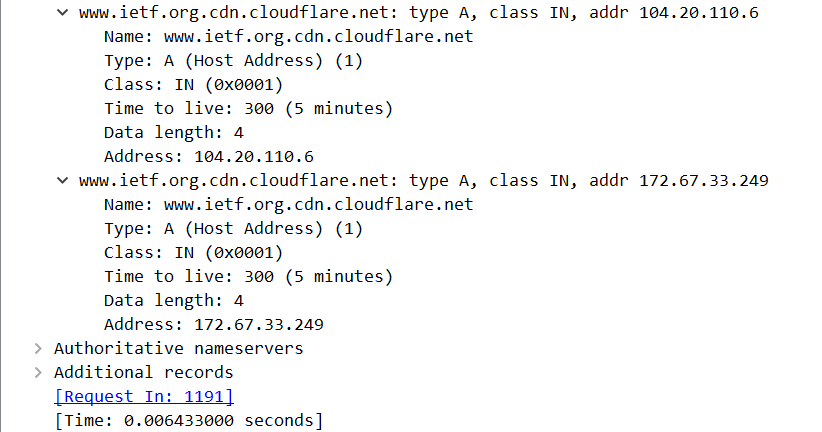 www.ietf.org.cdn.cloudflare.net: type A, class IN, addr 104.20.110.6
Name: www.ietf.org.cdn.cloudflare.net
Type: A (Host Address) (1)
Class: IN (0x0001)
Time to live: 300 (5 minutes)
Data length: 4
Address: 104.20.110.6
www.ietf.org.cdn.cloudflare.net: type A, class IN, addr 172.67.33.249
Name: www.ietf.org.cdn.cloudflare.net
Type: A (Host Address) (1)
Class: IN (0x0001)
Time to live: 300 (5 minutes)
Data length: 4
Address: 172.67.33.249
Authoritative nameservers
Additional records
[Request In: 1191]
[Time: 0.006433000 seconds]